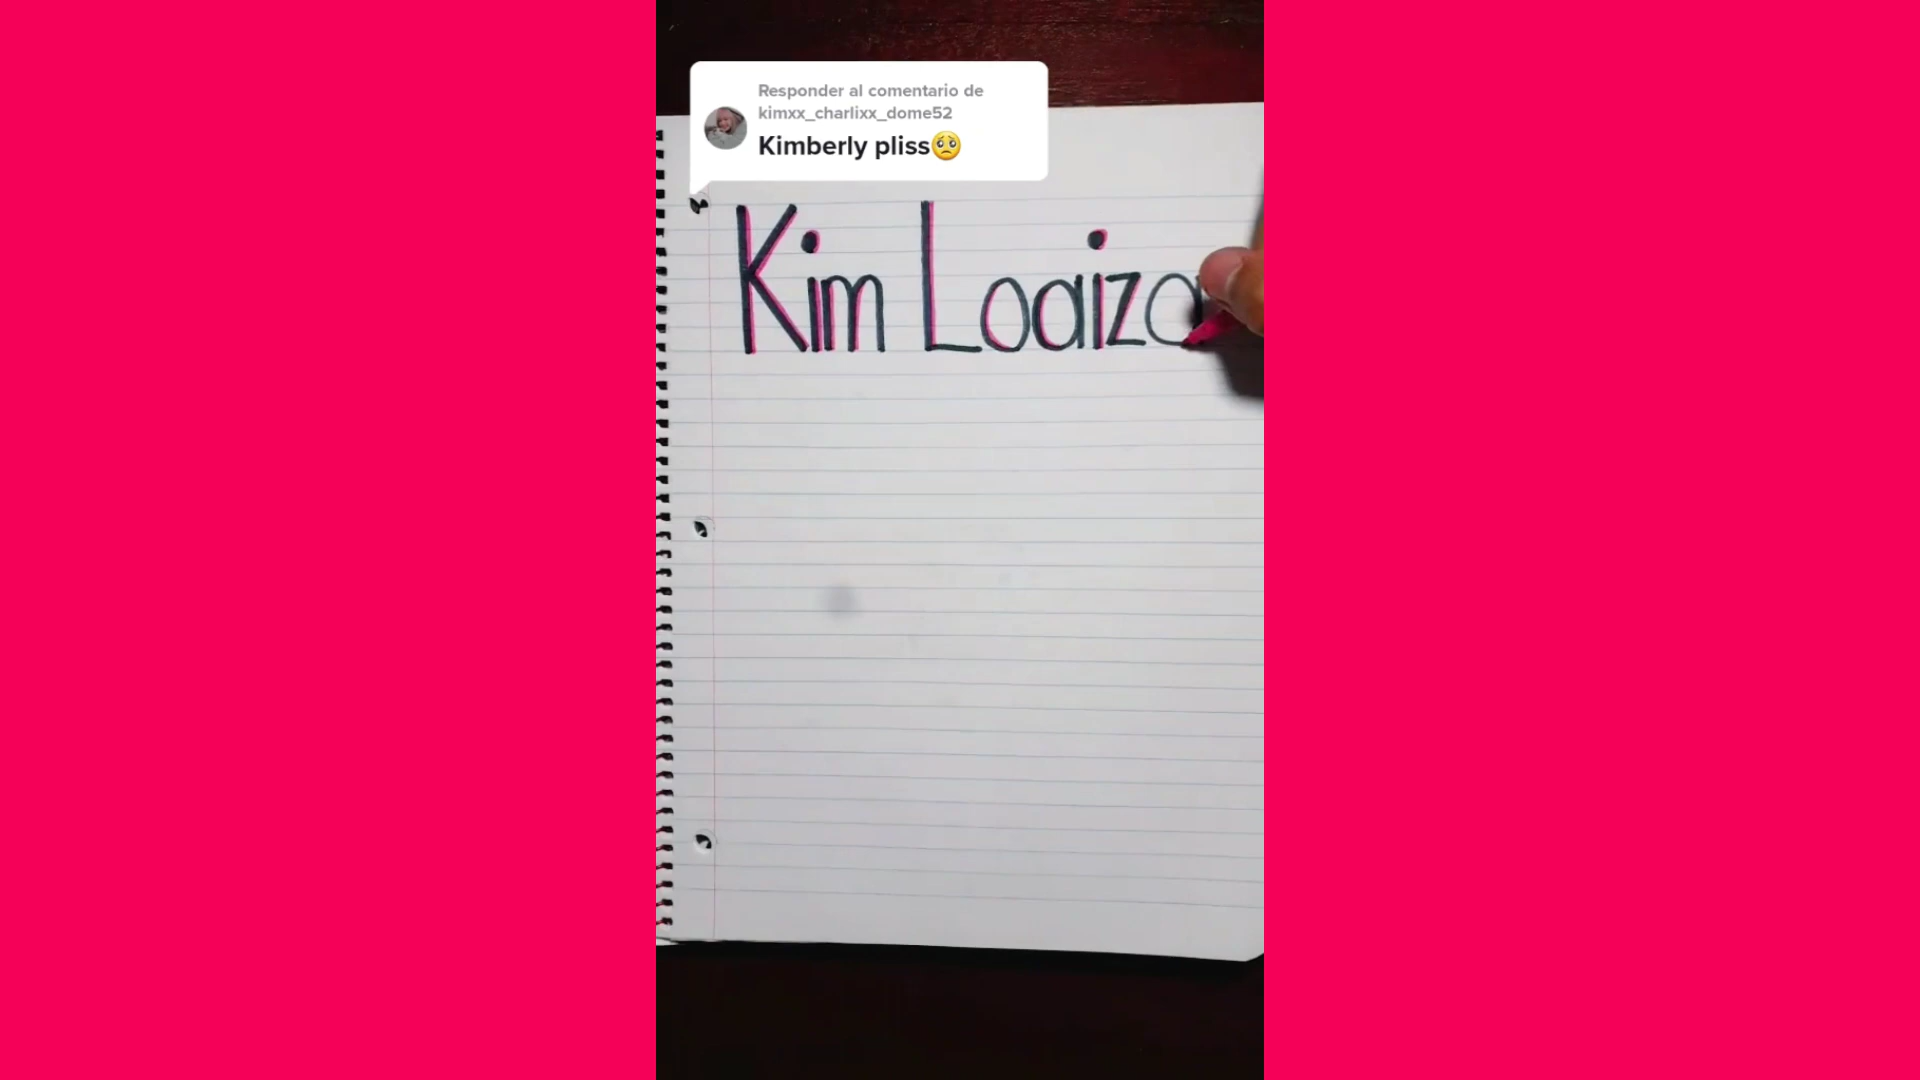 Responder al comentario de
kimxx_charlixx_dome52
Kimberly pliss🥺
Kim Loaiza